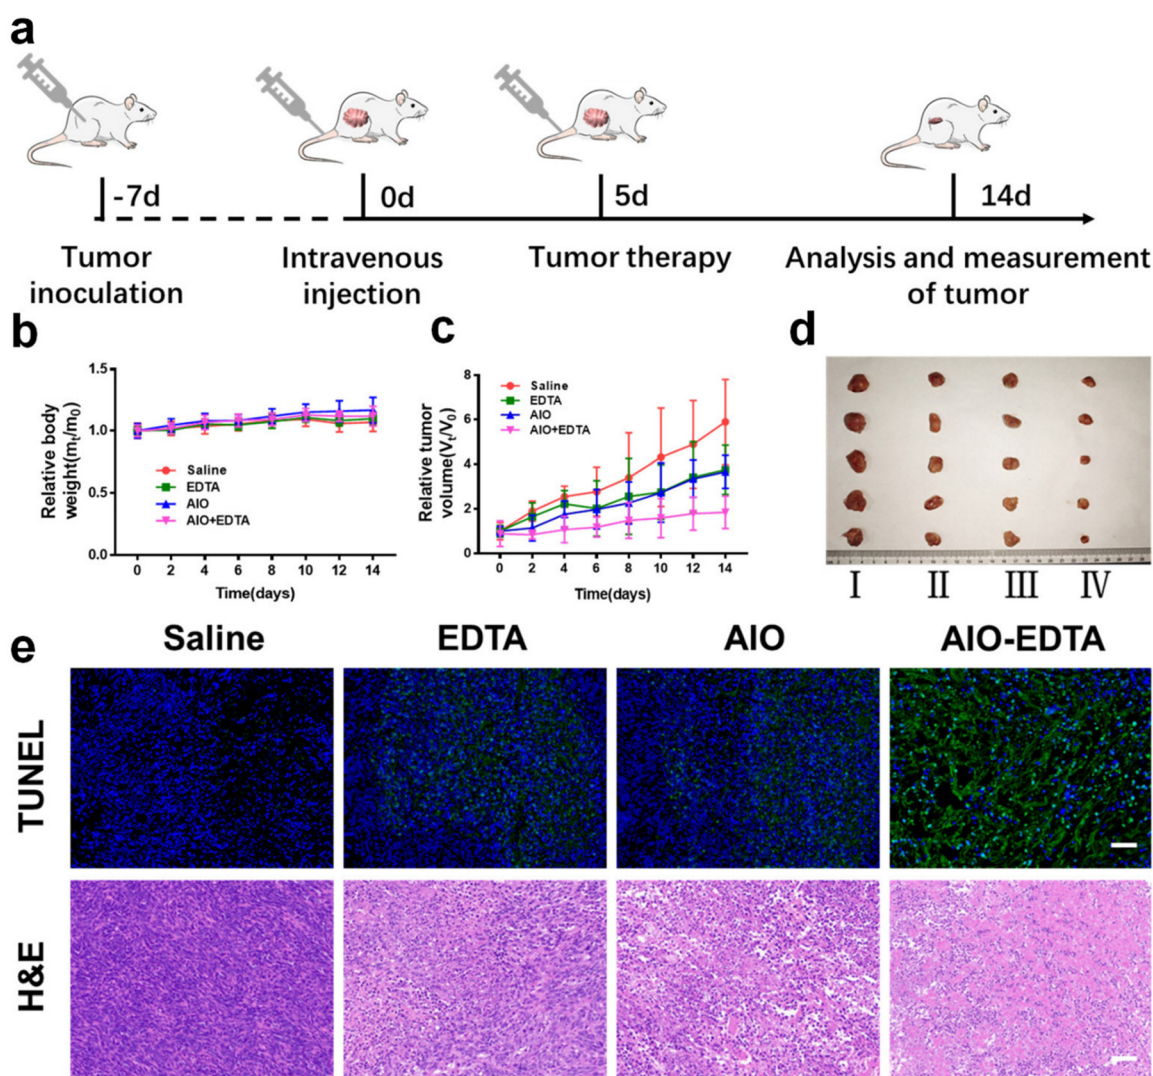 a
-7d
0d
5d
14d
Tumor
inoculation
Intravenous
injection
Tumor therapy
Analysis and measurement
of tumor
b
Relative body
weight(mt/m0)
1.5
1.0
0.5
0.0
Saline
EDTA
AIO
AIO+EDTA
0 2 4 6 8 10 12 14
Time(days)
c
Relative tumor
volume(Vt/V0)
8
6
4
2
0
Saline
EDTA
AIO
AIO+EDTA
0 2 4 6 8 10 12 14
Time(days)
d
I II III IV
e
Saline EDTA AIO AIO-EDTA
TUNEL
H&E